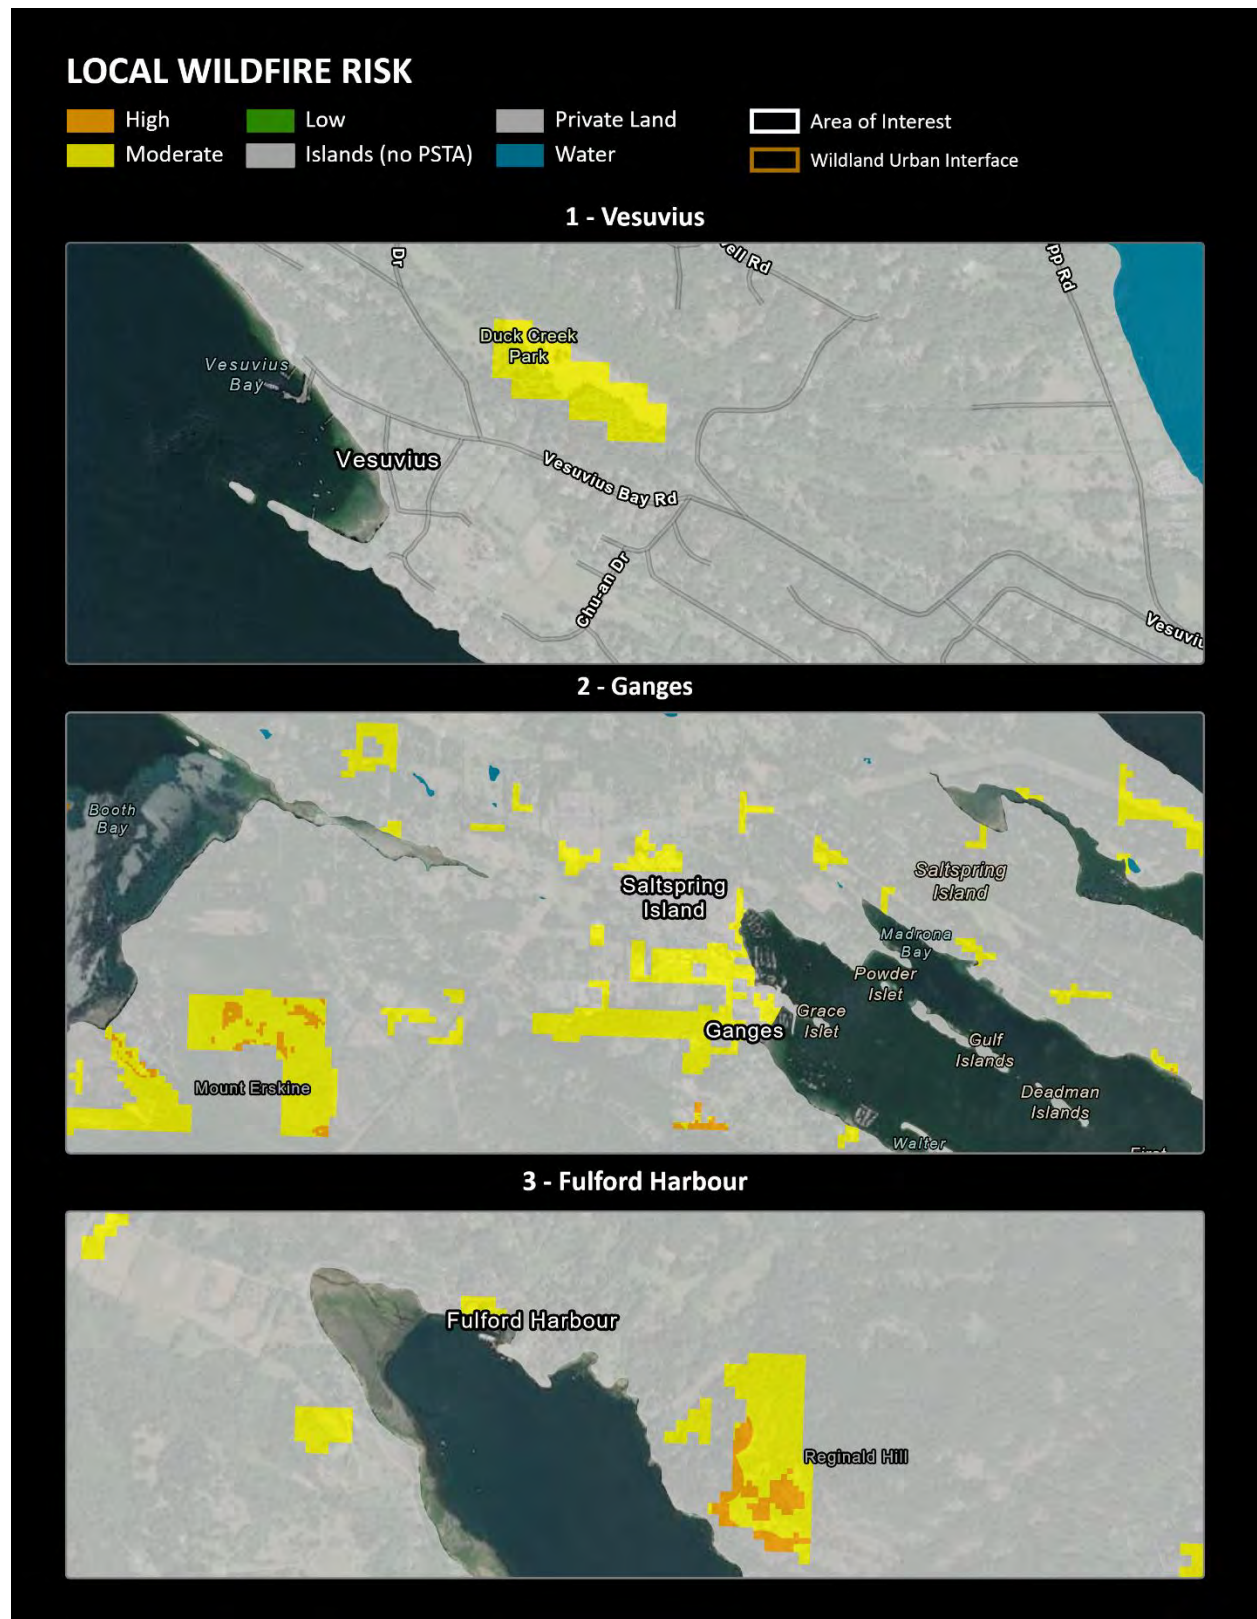 LOCAL WILDFIRE RISK
High
Low
Private Land
Area of Interest
Moderate
Islands (no PSTA)
Water
Wildland Urban Interface
1 - Vesuvius
Dr
ell Rd
pp Rd
Duck Creek
Park
Vesuvius
Bay
Vesuvius
Vesuvius Bay Rd
Chu-an Dr
Vesuviu
2 - Ganges
Booth
Bay
Saltspring
Island
Saltspring
Island
Madrona
Bay
Powder
Islet
Grace
Islet
Ganges
Gulf
Islands
Mount Erskine
Deadman
Islands
Walter
3 - Fulford Harbour
Fulford Harbour
Reginald Hill